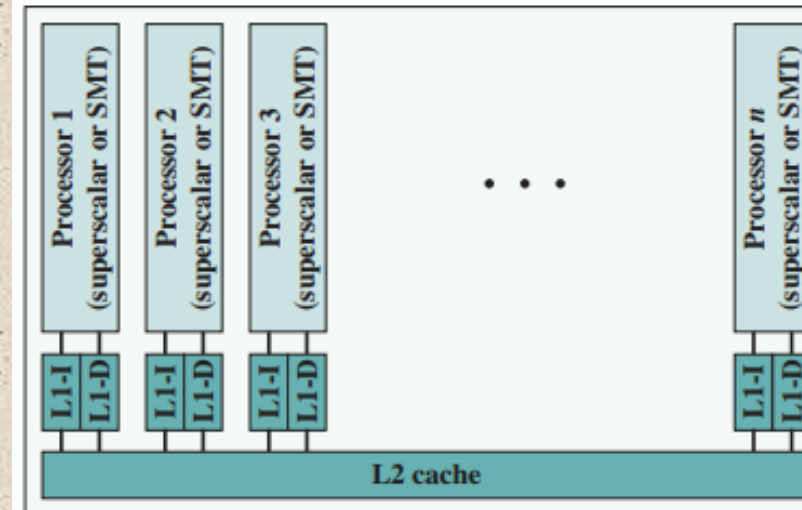 Processor 1
(superscalar or SMT)
Processor 2
(superscalar or SMT)
Processor 3
(superscalar or SMT)
• • •
Processor n
(superscalar or SMT)
L1-I
L1-D
L1-I
L1-D
L1-I
L1-D
L1-I
L1-D
L2 cache